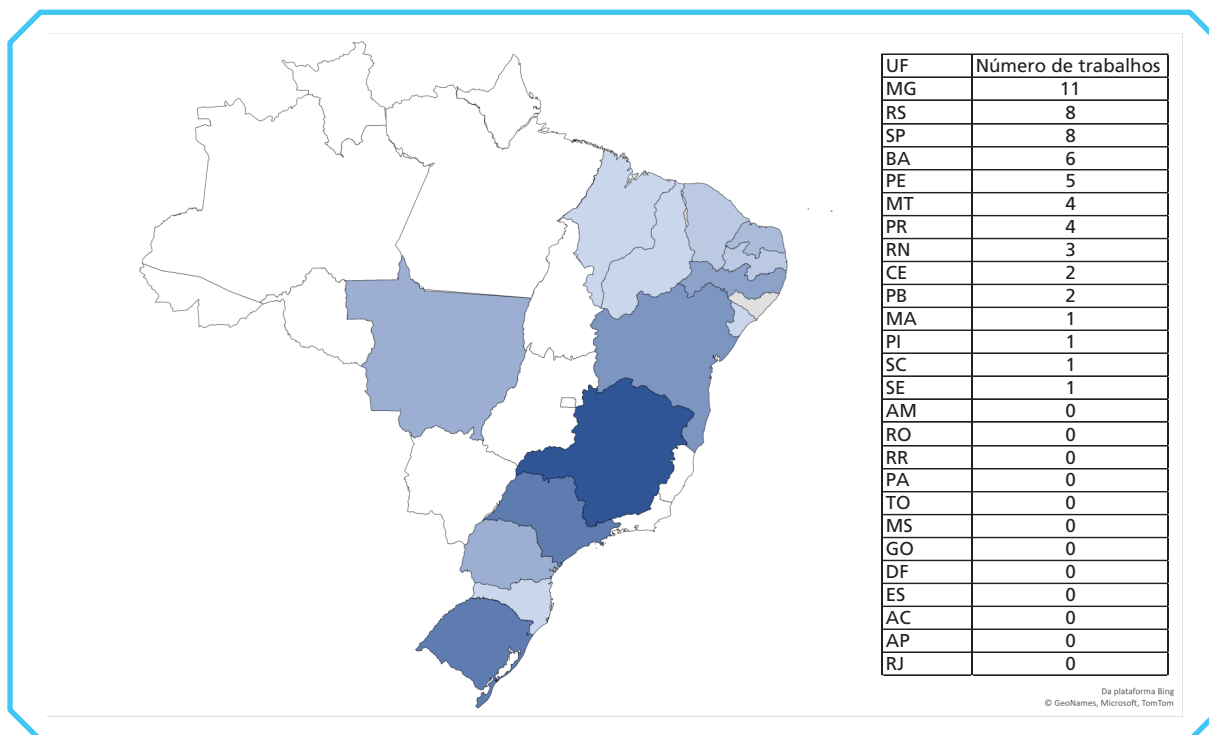 UF Número de trabalhos
MG 11
RS 8
SP 8
BA 6
PE 5
MT 4
PR 4
RN 3
CE 2
PB 2
MA 1
PI 1
SC 1
SE 1
AM 0
RO 0
RR 0
PA 0
TO 0
MS 0
GO 0
DF 0
ES 0
AC 0
AP 0
RJ 0
Da plataforma Bing
© GeoNames, Microsoft, TomTom